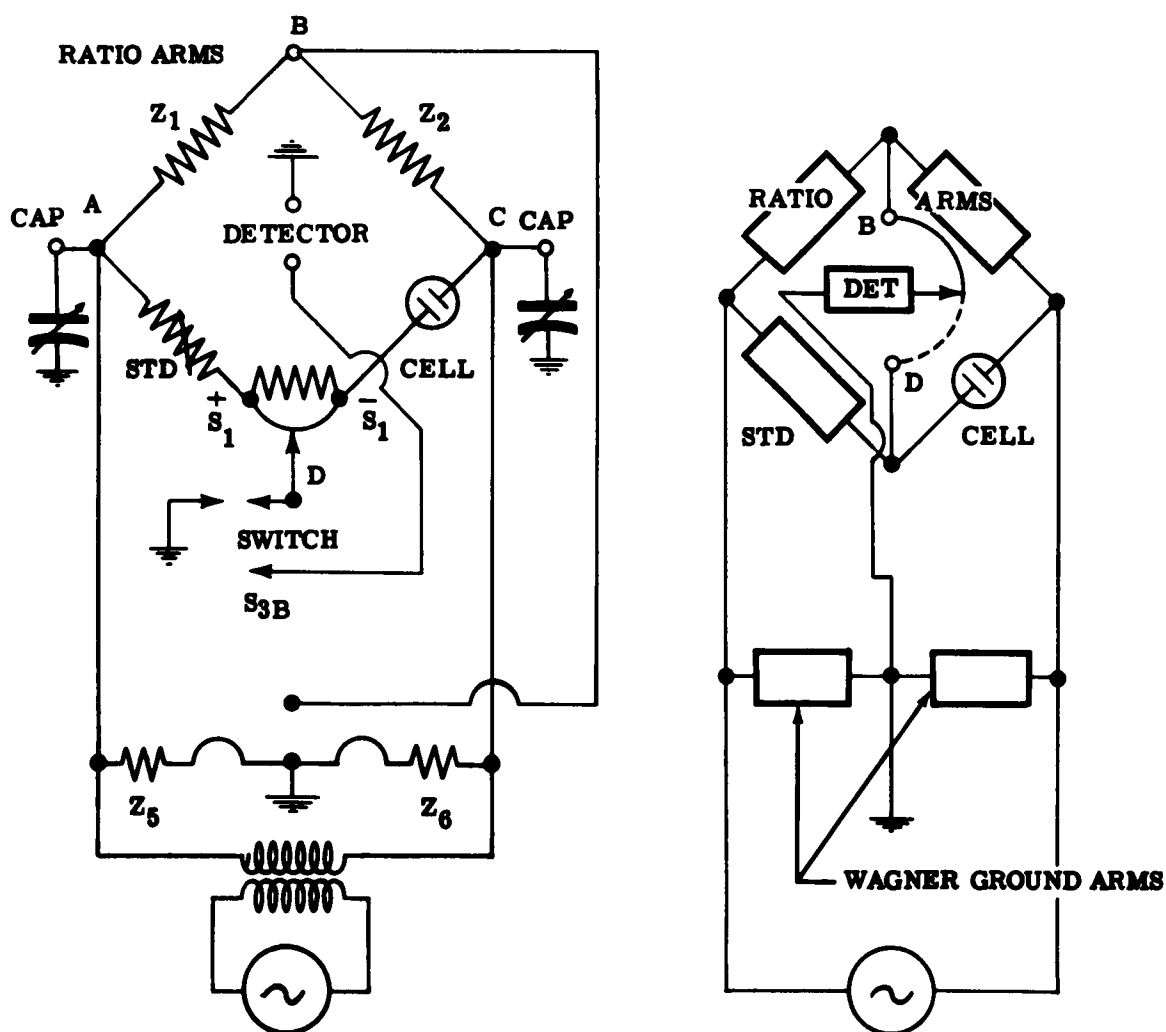 B
RATIO ARMS
Z1
Z2
A
C
CAP
CAP
DETECTOR
STD
CELL
+
S1
−
S1
D
SWITCH
S3B
Z5
Z6
RATIO
ARMS
B
DET
D
STD
CELL
WAGNER GROUND ARMS